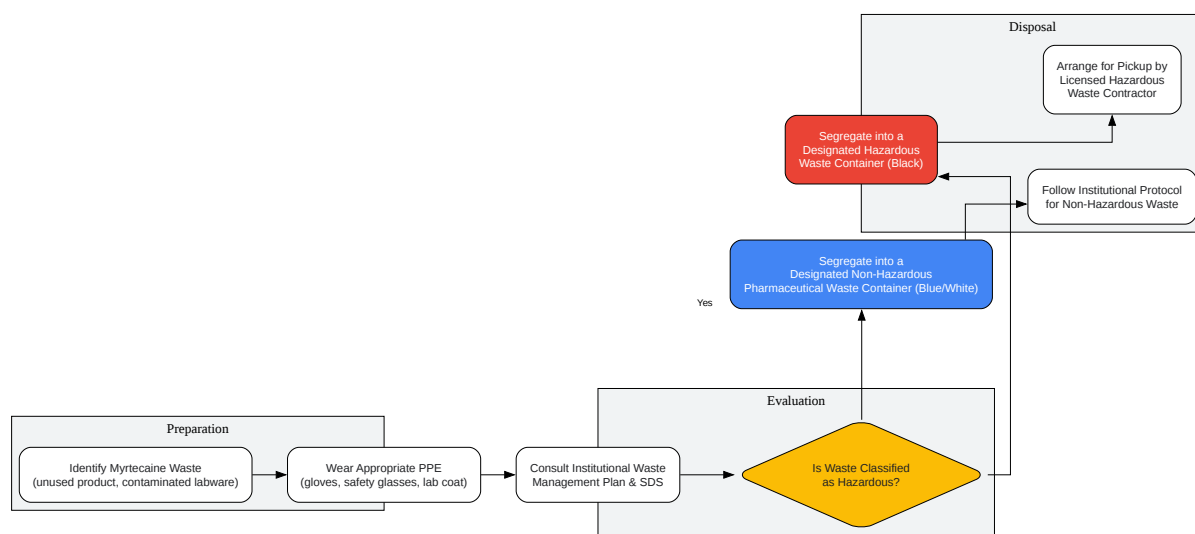 Disposal
Arrange for Pickup by
Licensed Hazardous
Waste Contractor
Segregate into a
Designated Hazardous
Waste Container (Black)
Follow Institutional Protocol
for Non-Hazardous Waste
Segregate into a
Designated Non-Hazardous
Pharmaceutical Waste Container (Blue/White)
Yes
Evaluation
Preparation
Identify Myrtecaine Waste
(unused product, contaminated labware)
Wear Appropriate PPE
(gloves, safety glasses, lab coat)
Consult Institutional Waste
Management Plan & SDS
Is Waste Classified
as Hazardous?